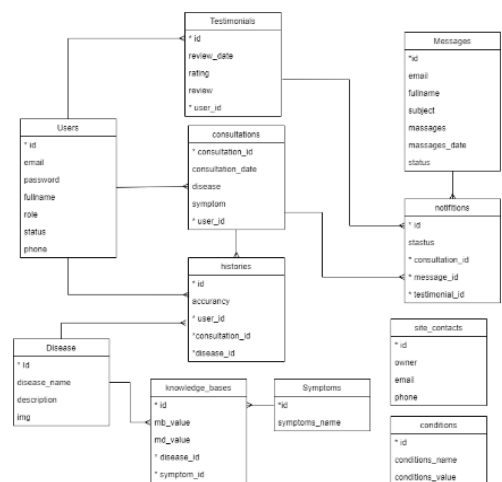 Testimonials
* id
review_date
rating
review
* user_id
Messages
*id
email
fullname
subject
massages
massages_date
status
Users
* id
email
password
fullname
role
status
phone
consultations
* consultation_id
consultation_date
disease
symptom
* user_id
notifitions
* id
stastus
* consultation_id
* message_id
* testimonial_id
histories
* id
accurancy
* user_id
*consultation_id
*disease_id
site_contacts
* id
owner
email
phone
Disease
* id
disease_name
description
img
knowledge_bases
* id
mb_value
md_value
* disease_id
* symptom_id
Symptoms
*id
symptoms_name
conditions
* id
conditions_name
conditions_value